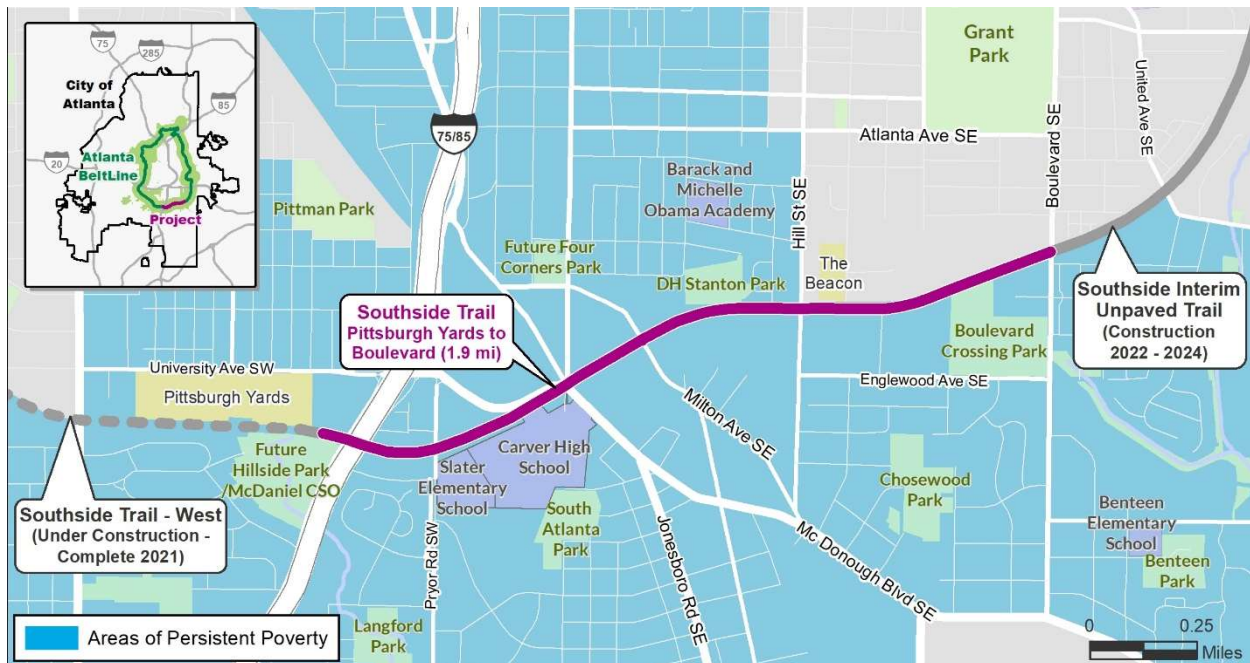 75
285
City of
Atlanta
85
20
Atlanta
BeltLine
Project
75/85
Grant
Park
United Ave SE
Atlanta Ave SE
Boulevard SE
Barack and
Michelle
Obama Academy
Hill St SE
Pittman Park
Future Four
Corners Park
DH Stanton Park
The
Beacon
Southside Trail
Pittsburgh Yards to
Boulevard (1.9 mi)
Southside Interim
Unpaved Trail
(Construction
2022 - 2024)
Boulevard
Crossing Park
University Ave SW
Pittsburgh Yards
Englewood Ave SE
Milton Ave SE
Future
Hillside Park
/McDaniel CSO
Slater
Elementary
School
Carver High
School
South
Atlanta
Park
Chosewood
Park
Southside Trail - West
(Under Construction -
Complete 2021)
Pryor Rd SW
Jonesboro Rd SE
Mc Donough Blvd SE
Benteen
Elementary
School
Benteen
Park
Langford
Park
Areas of Persistent Poverty
0 0.25
Miles